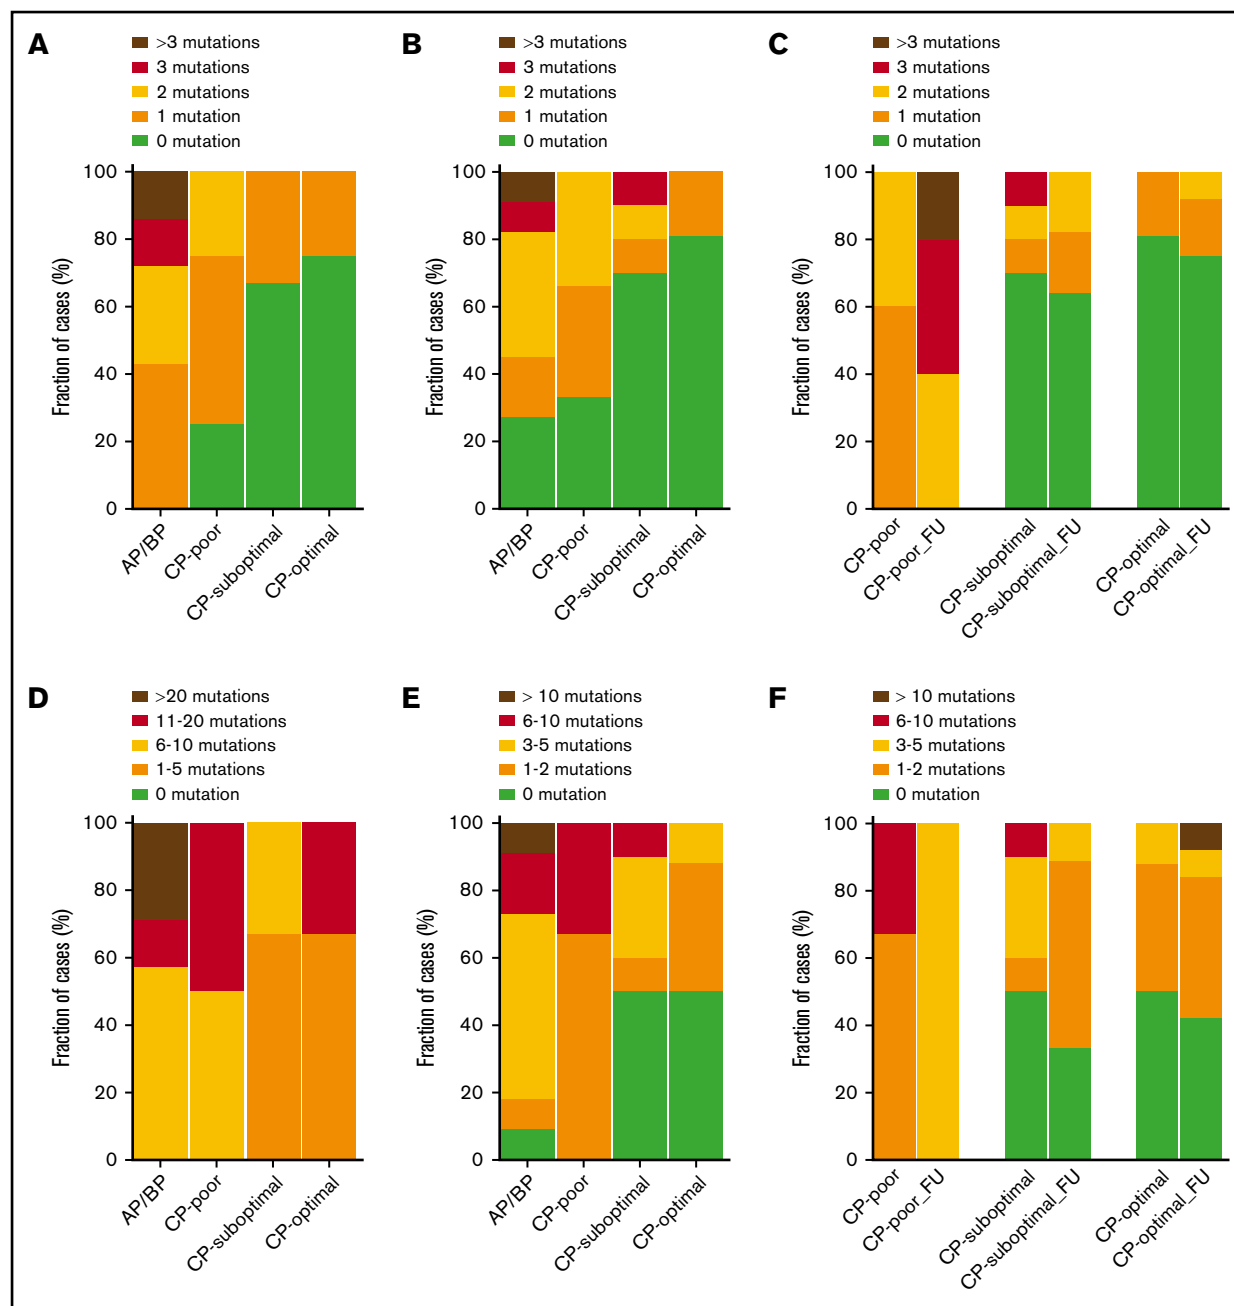 A
>3 mutations
3 mutations
2 mutations
1 mutation
0 mutation
Fraction of cases (%)
100
80
60
40
20
0
AP/BP
CP-poor
CP-suboptimal
CP-optimal
B
>3 mutations
3 mutations
2 mutations
1 mutation
0 mutation
Fraction of cases (%)
100
80
60
40
20
0
AP/BP
CP-poor
CP-suboptimal
CP-optimal
C
>3 mutations
3 mutations
2 mutations
1 mutation
0 mutation
Fraction of cases (%)
100
80
60
40
20
0
CP-poor
CP-poor_FU
CP-suboptimal
CP-suboptimal_FU
CP-optimal
CP-optimal_FU
D
>20 mutations
11-20 mutations
6-10 mutations
1-5 mutations
0 mutation
Fraction of cases (%)
100
80
60
40
20
0
AP/BP
CP-poor
CP-suboptimal
CP-optimal
E
> 10 mutations
6-10 mutations
3-5 mutations
1-2 mutations
0 mutation
Fraction of cases (%)
100
80
60
40
20
0
AP/BP
CP-poor
CP-suboptimal
CP-optimal
F
> 10 mutations
6-10 mutations
3-5 mutations
1-2 mutations
0 mutation
Fraction of cases (%)
100
80
60
40
20
0
CP-poor
CP-poor_FU
CP-suboptimal
CP-suboptimal_FU
CP-optimal
CP-optimal_FU